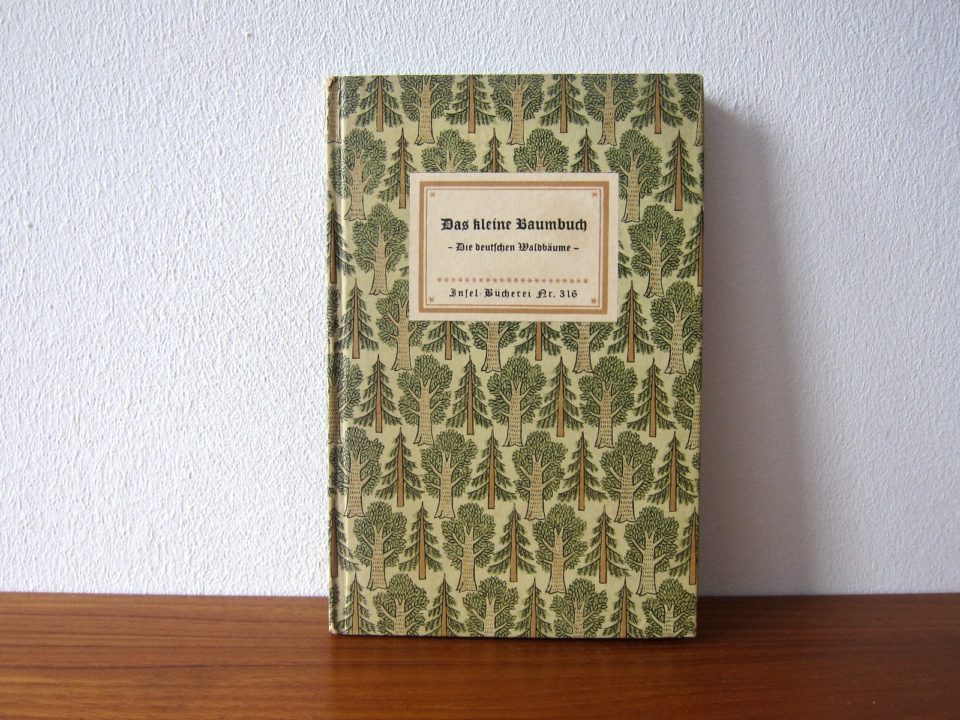 Das kleine Baumbuch
– Die deutſchen Waldbäume –
Inſel-Bücherei Nr. 316